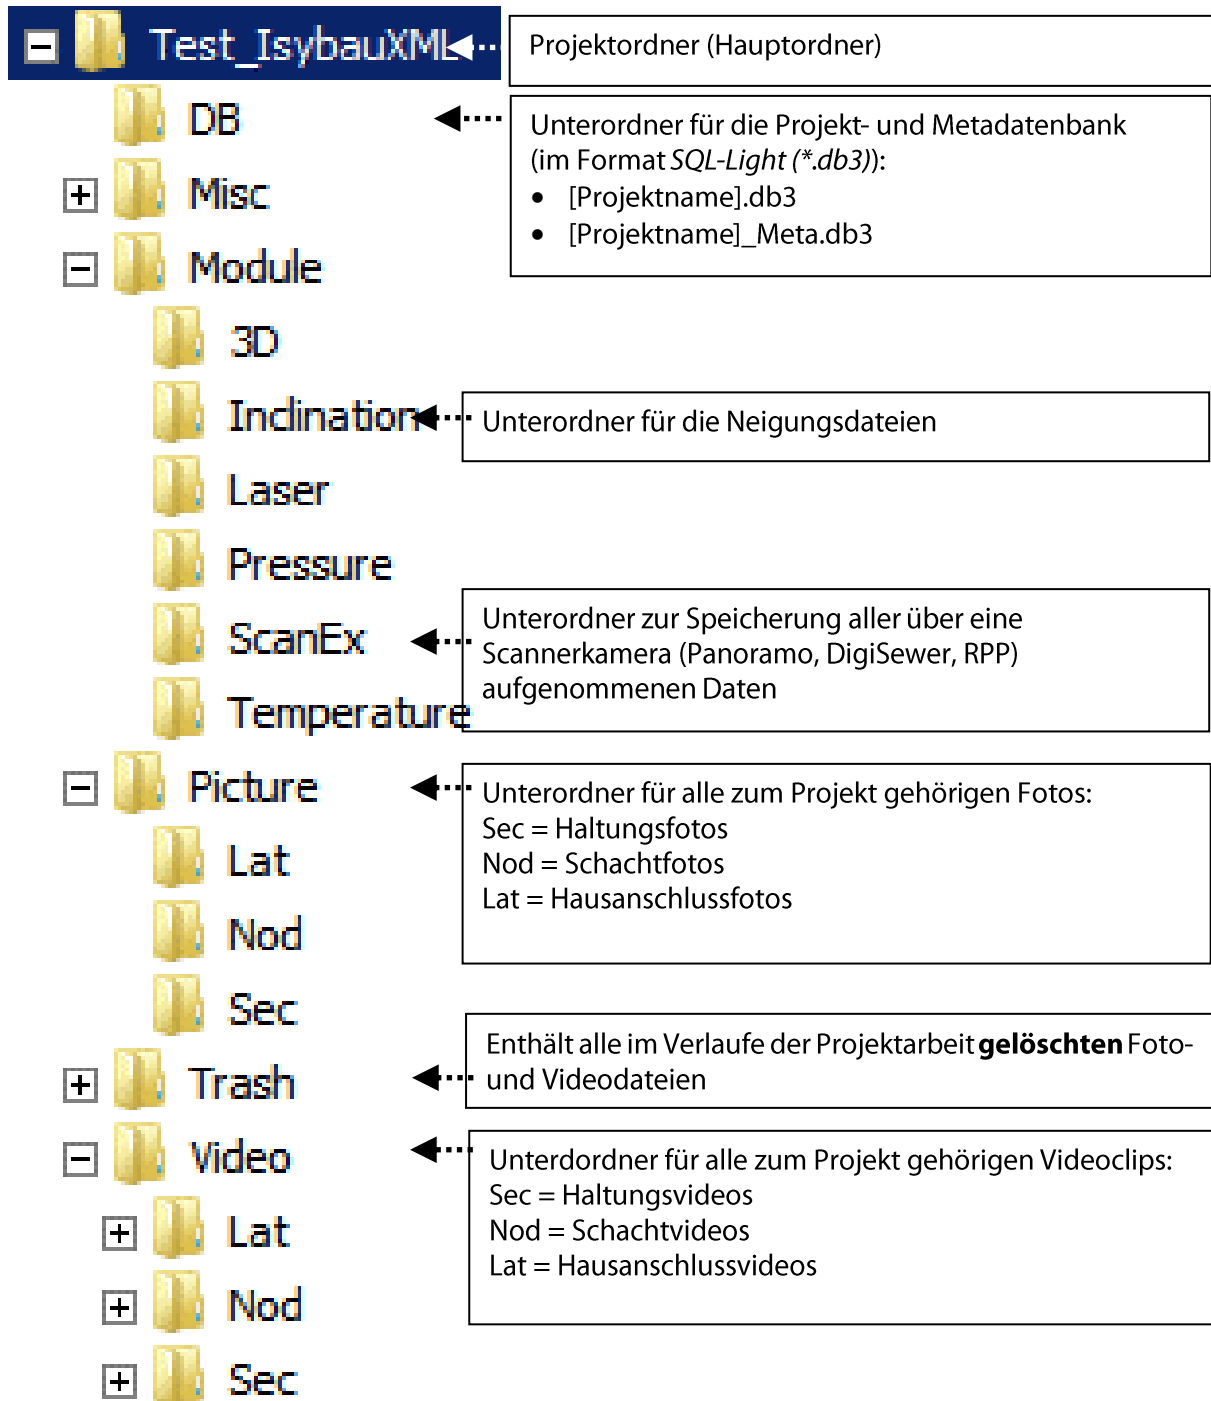 Test_IsybauXML
Projektordner (Hauptordner)
DB
Unterordner für die Projekt- und Metadatenbank
(im Format SQL-Light (*.db3)):
• [Projektname].db3
• [Projektname]_Meta.db3
Misc
Module
3D
Inclination
Unterordner für die Neigungsdateien
Laser
Pressure
ScanEx
Unterordner zur Speicherung aller über eine
Scannerkamera (Panoramo, DigiSewer, RPP)
aufgenommenen Daten
Temperature
Picture
Unterordner für alle zum Projekt gehörigen Fotos:
Sec = Haltungsfotos
Nod = Schachtfotos
Lat = Hausanschlussfotos
Lat
Nod
Sec
Trash
Enthält alle im Verlaufe der Projektarbeit gelöschten Foto-
und Videodateien
Video
Unterdordner für alle zum Projekt gehörigen Videoclips:
Sec = Haltungsvideos
Nod = Schachtvideos
Lat = Hausanschlussvideos
Lat
Nod
Sec